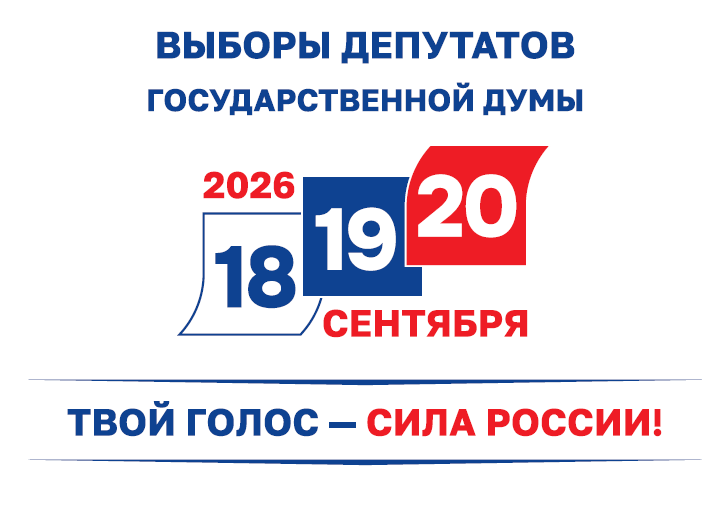 ВЫБОРЫ ДЕПУТАТОВ
ГОСУДАРСТВЕННОЙ ДУМЫ
2026
18 19 20
СЕНТЯБРЯ
ТВОЙ ГОЛОС — СИЛА РОССИИ!